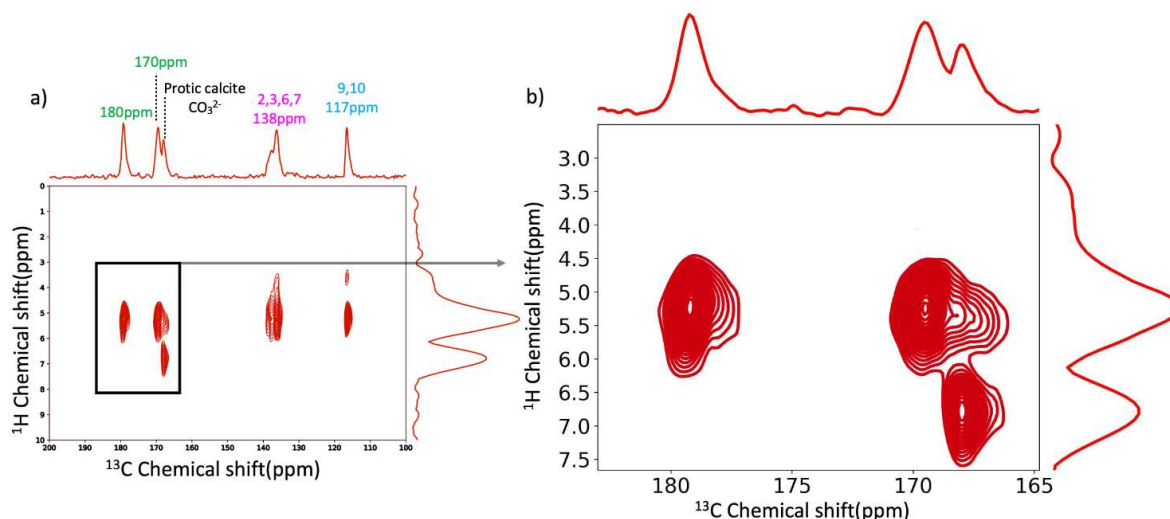 a)
170ppm
180ppm
Protic calcite
CO₃²⁻
2,3,6,7
138ppm
9,10
117ppm
0
1
2
3
4
5
6
7
8
9
10
¹H Chemical shift(ppm)
200 190 180 170 160 150 140 130 120 110 100
¹³C Chemical shift(ppm)
b)
3.0
3.5
4.0
4.5
5.0
5.5
6.0
6.5
7.0
7.5
¹H Chemical shift(ppm)
180 175 170 165
¹³C Chemical shift(ppm)